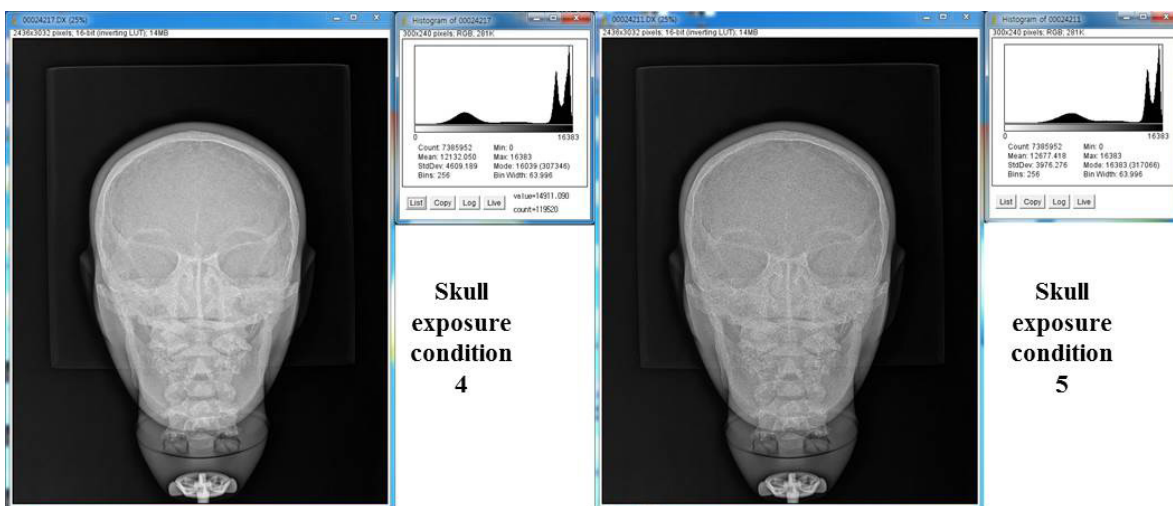 00024217.DX (25%)
2436x3032 pixels; 16-bit (inverting LUT); 14MB
Histogram of 00024217
300x240 pixels; RGB; 281K
0 16383
Count: 7385952 Min: 0
Mean: 12132.050 Max: 16383
StdDev: 4609.189 Mode: 16039 (307346)
Bins: 256 Bin Width: 63.996
List Copy Log Live
value=14911.090
count=119520
Skull
exposure
condition
4
00024211.DX (25%)
2436x3032 pixels; 16-bit (inverting LUT); 14MB
Histogram of 00024211
300x240 pixels; RGB; 281K
0 16383
Count: 7385952 Min: 0
Mean: 12677.418 Max: 16383
StdDev: 3976.276 Mode: 16383 (317066)
Bins: 256 Bin Width: 63.996
List Copy Log Live
Skull
exposure
condition
5